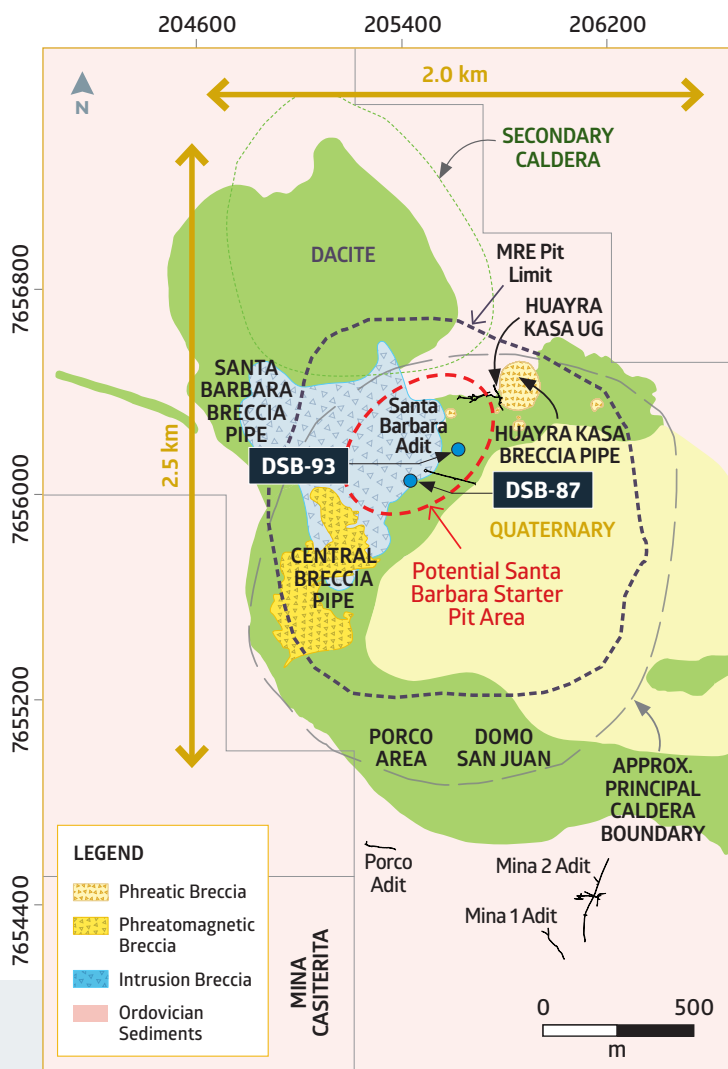 204600
205400
206200
2.0 km
N
SECONDARY
CALDERA
DACITE
MRE Pit
Limit
7656800
HUAYRA
KASA UG
SANTA
BARBARA
BRECCIA
PIPE
Santa
Barbara
Adit
HUAYRA KASA
BRECCIA PIPE
2.5 km
DSB-93
DSB-87
7656000
QUATERNARY
CENTRAL
BRECCIA
PIPE
Potential Santa
Barbara Starter
Pit Area
7655200
PORCO
AREA
DOMO
SAN JUAN
APPROX.
PRINCIPAL
CALDERA
BOUNDARY
Porco
Adit
Mina 2 Adit
Mina 1 Adit
7654400
MINA
CASITERITA
LEGEND
Phreatic Breccia
Phreatomagnetic
Breccia
Intrusion Breccia
Ordovician
Sediments
0
500
m